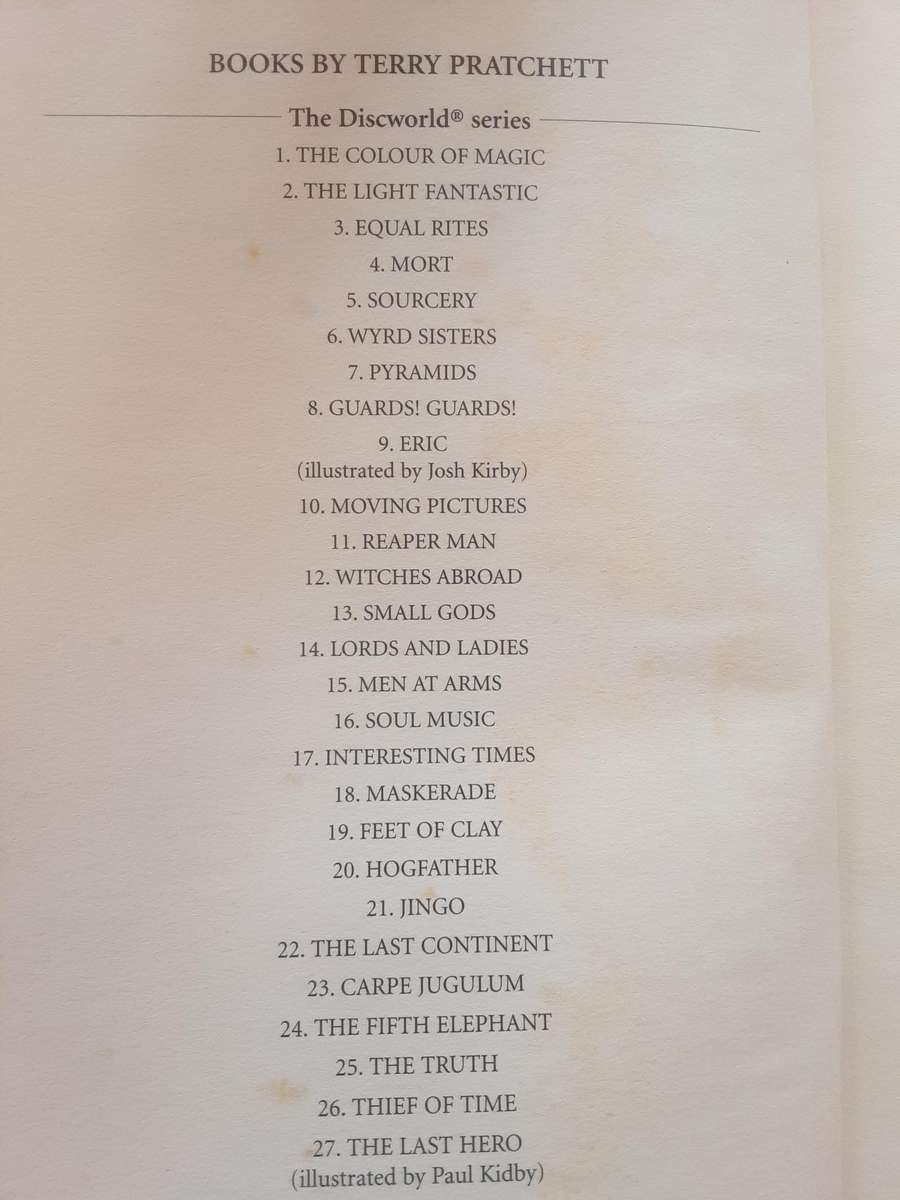 BOOKS BY TERRY PRATCHETT
The Discworld® series
1. THE COLOUR OF MAGIC
2. THE LIGHT FANTASTIC
3. EQUAL RITES
4. MORT
5. SOURCERY
6. WYRD SISTERS
7. PYRAMIDS
8. GUARDS! GUARDS!
9. ERIC
(illustrated by Josh Kirby)
10. MOVING PICTURES
11. REAPER MAN
12. WITCHES ABROAD
13. SMALL GODS
14. LORDS AND LADIES
15. MEN AT ARMS
16. SOUL MUSIC
17. INTERESTING TIMES
18. MASKERADE
19. FEET OF CLAY
20. HOGFATHER
21. JINGO
22. THE LAST CONTINENT
23. CARPE JUGULUM
24. THE FIFTH ELEPHANT
25. THE TRUTH
26. THIEF OF TIME
27. THE LAST HERO
(illustrated by Paul Kidby)